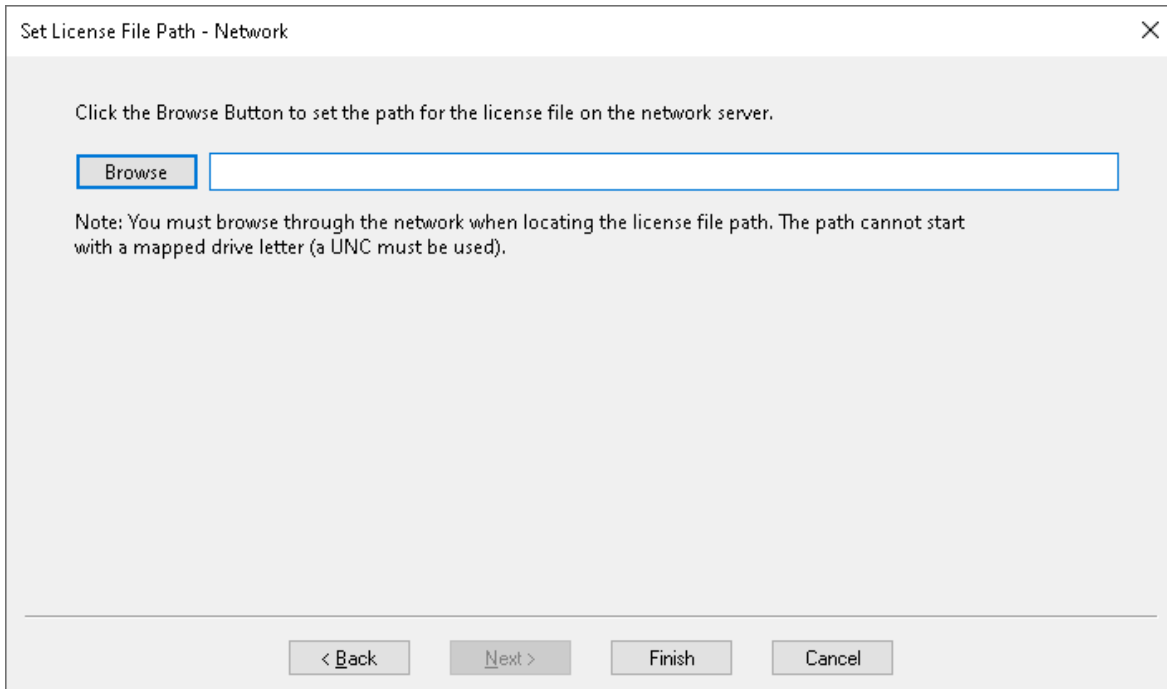 Set License File Path - Network
Click the Browse Button to set the path for the license file on the network server.
Browse
Note: You must browse through the network when locating the license file path. The path cannot start
with a mapped drive letter (a UNC must be used).
< Back
Next >
Finish
Cancel